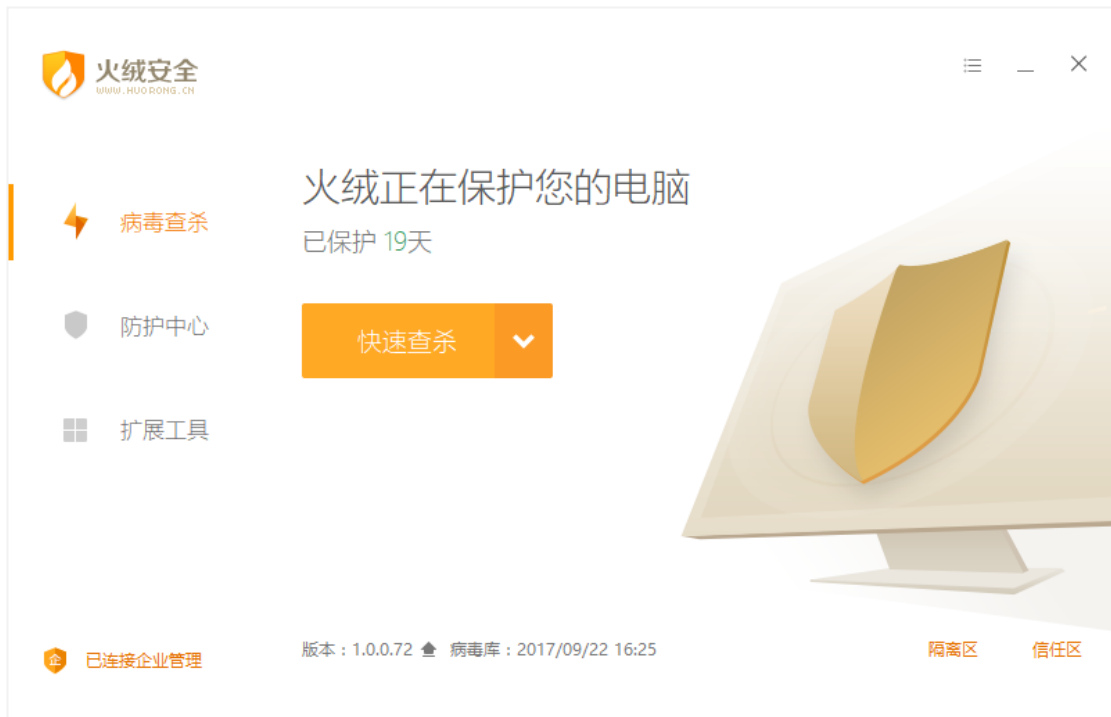 火绒安全
WWW.HUORONG.CN
火绒正在保护您的电脑
已保护 19天
病毒查杀
快速查杀
防护中心
扩展工具
企 已连接企业管理
版本：1.0.0.72 病毒库：2017/09/22 16:25
隔离区
信任区